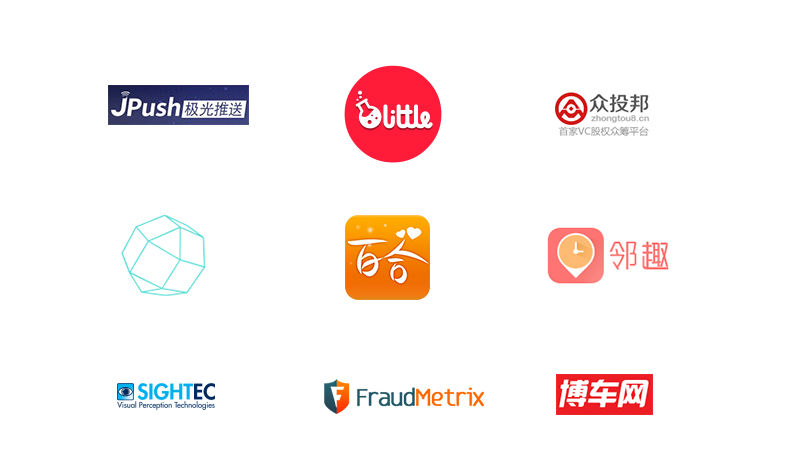 JPush极光推送
blittle
众投邦
zhongtou8.cn
首家VC股权众筹平台
百合
邻趣
SIGHTEC
Visual Perception Technologies
FraudMetrix
博车网